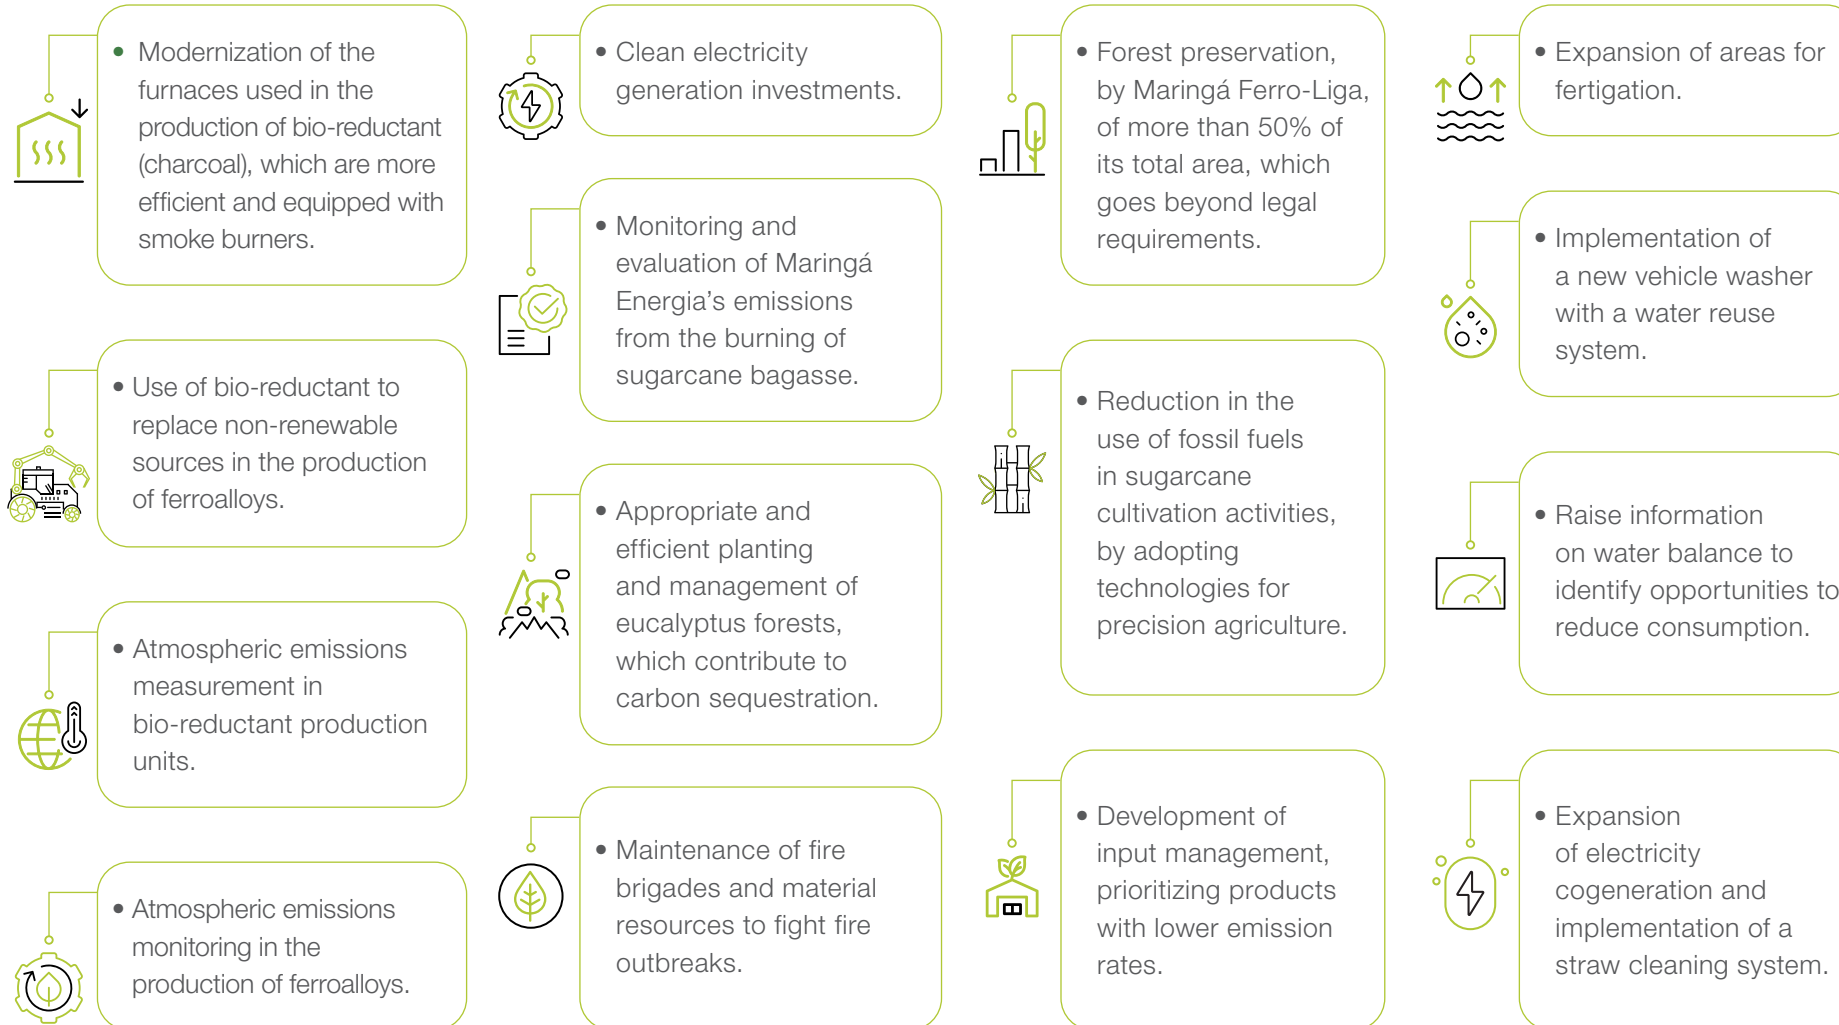 • Modernization of the
furnaces used in the
production of bio-reductant
(charcoal), which are more
efficient and equipped with
smoke burners.
• Use of bio-reductant to
replace non-renewable
sources in the production
of ferroalloys.
• Atmospheric emissions
measurement in
bio-reductant production
units.
• Atmospheric emissions
monitoring in the
production of ferroalloys.
• Clean electricity
generation investments.
• Monitoring and
evaluation of Maringá
Energia’s emissions
from the burning of
sugarcane bagasse.
• Appropriate and
efficient planting
and management of
eucalyptus forests,
which contribute to
carbon sequestration.
• Maintenance of fire
brigades and material
resources to fight fire
outbreaks.
• Forest preservation,
by Maringá Ferro-Liga,
of more than 50% of
its total area, which
goes beyond legal
requirements.
• Reduction in the
use of fossil fuels
in sugarcane
cultivation activities,
by adopting
technologies for
precision agriculture.
• Development of
input management,
prioritizing products
with lower emission
rates.
• Expansion of areas for
fertigation.
• Implementation of
a new vehicle washer
with a water reuse
system.
• Raise information
on water balance to
identify opportunities to
reduce consumption.
• Expansion
of electricity
cogeneration and
implementation of a
straw cleaning system.